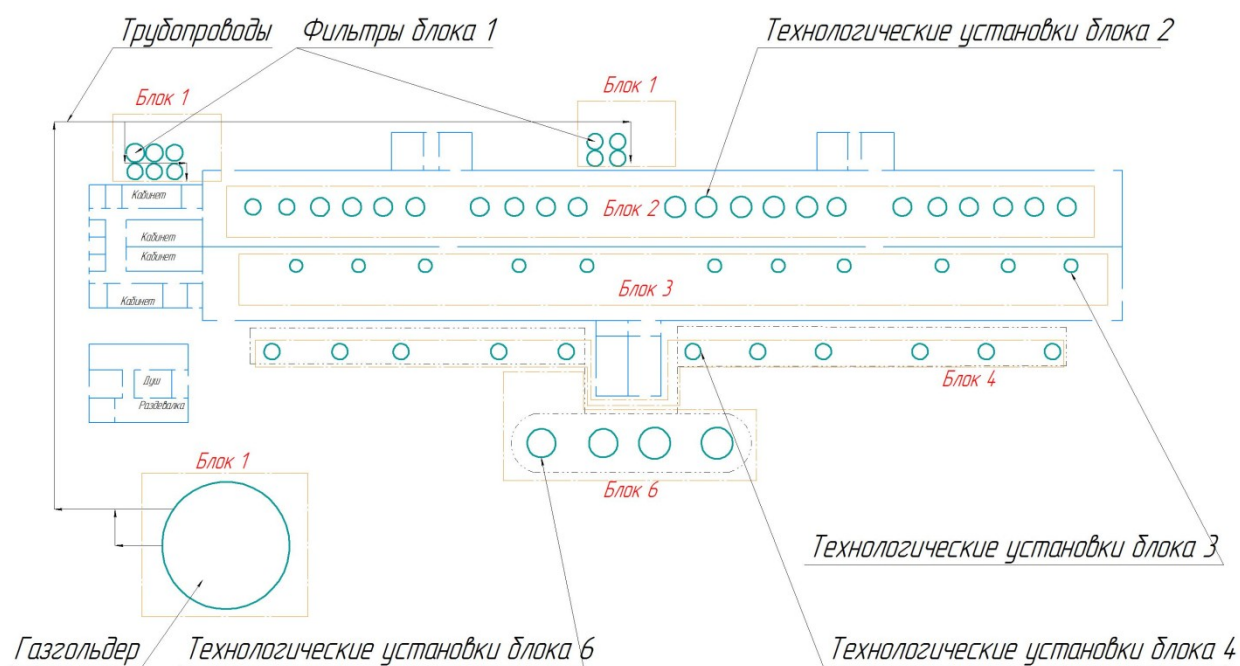 Трубопроводы
Фильтры блока 1
Технологические установки блока 2
Блок 1
Блок 1
Кабинет
Блок 2
Кабинет
Кабинет
Блок 3
Кабинет
Блок 4
Душ
Раздевалка
Блок 1
Блок 6
Технологические установки блока 3
Газгольдер
Технологические установки блока 6
Технологические установки блока 4